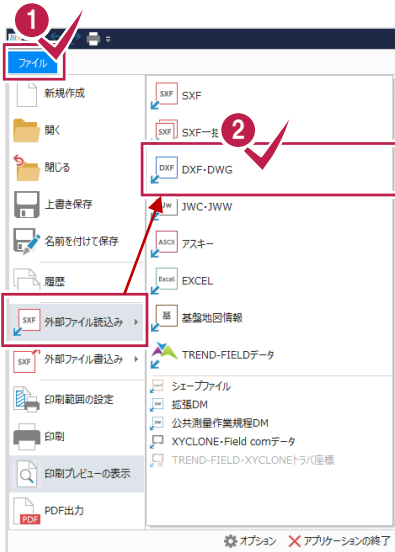 1
ファイル
新規作成
開く
閉じる
上書き保存
名前を付けて保存
履歴
SXF 外部ファイル読込み
SXF 外部ファイル書込み
印刷範囲の設定
印刷
印刷プレビューの表示
PDF PDF出力
SXF SXF
SXF SXF一括
2
DXF DXF・DWG
Jw JWC・JWW
ASCII アスキー
Excel EXCEL
基 基盤地図情報
TREND-FIELDデータ
シェープファイル
DM 拡張DM
DM 公共測量作業規程DM
XYCLONE・Field comデータ
TREND-FIELD・XYCLONEトラバ座標
オプション アプリケーションの終了